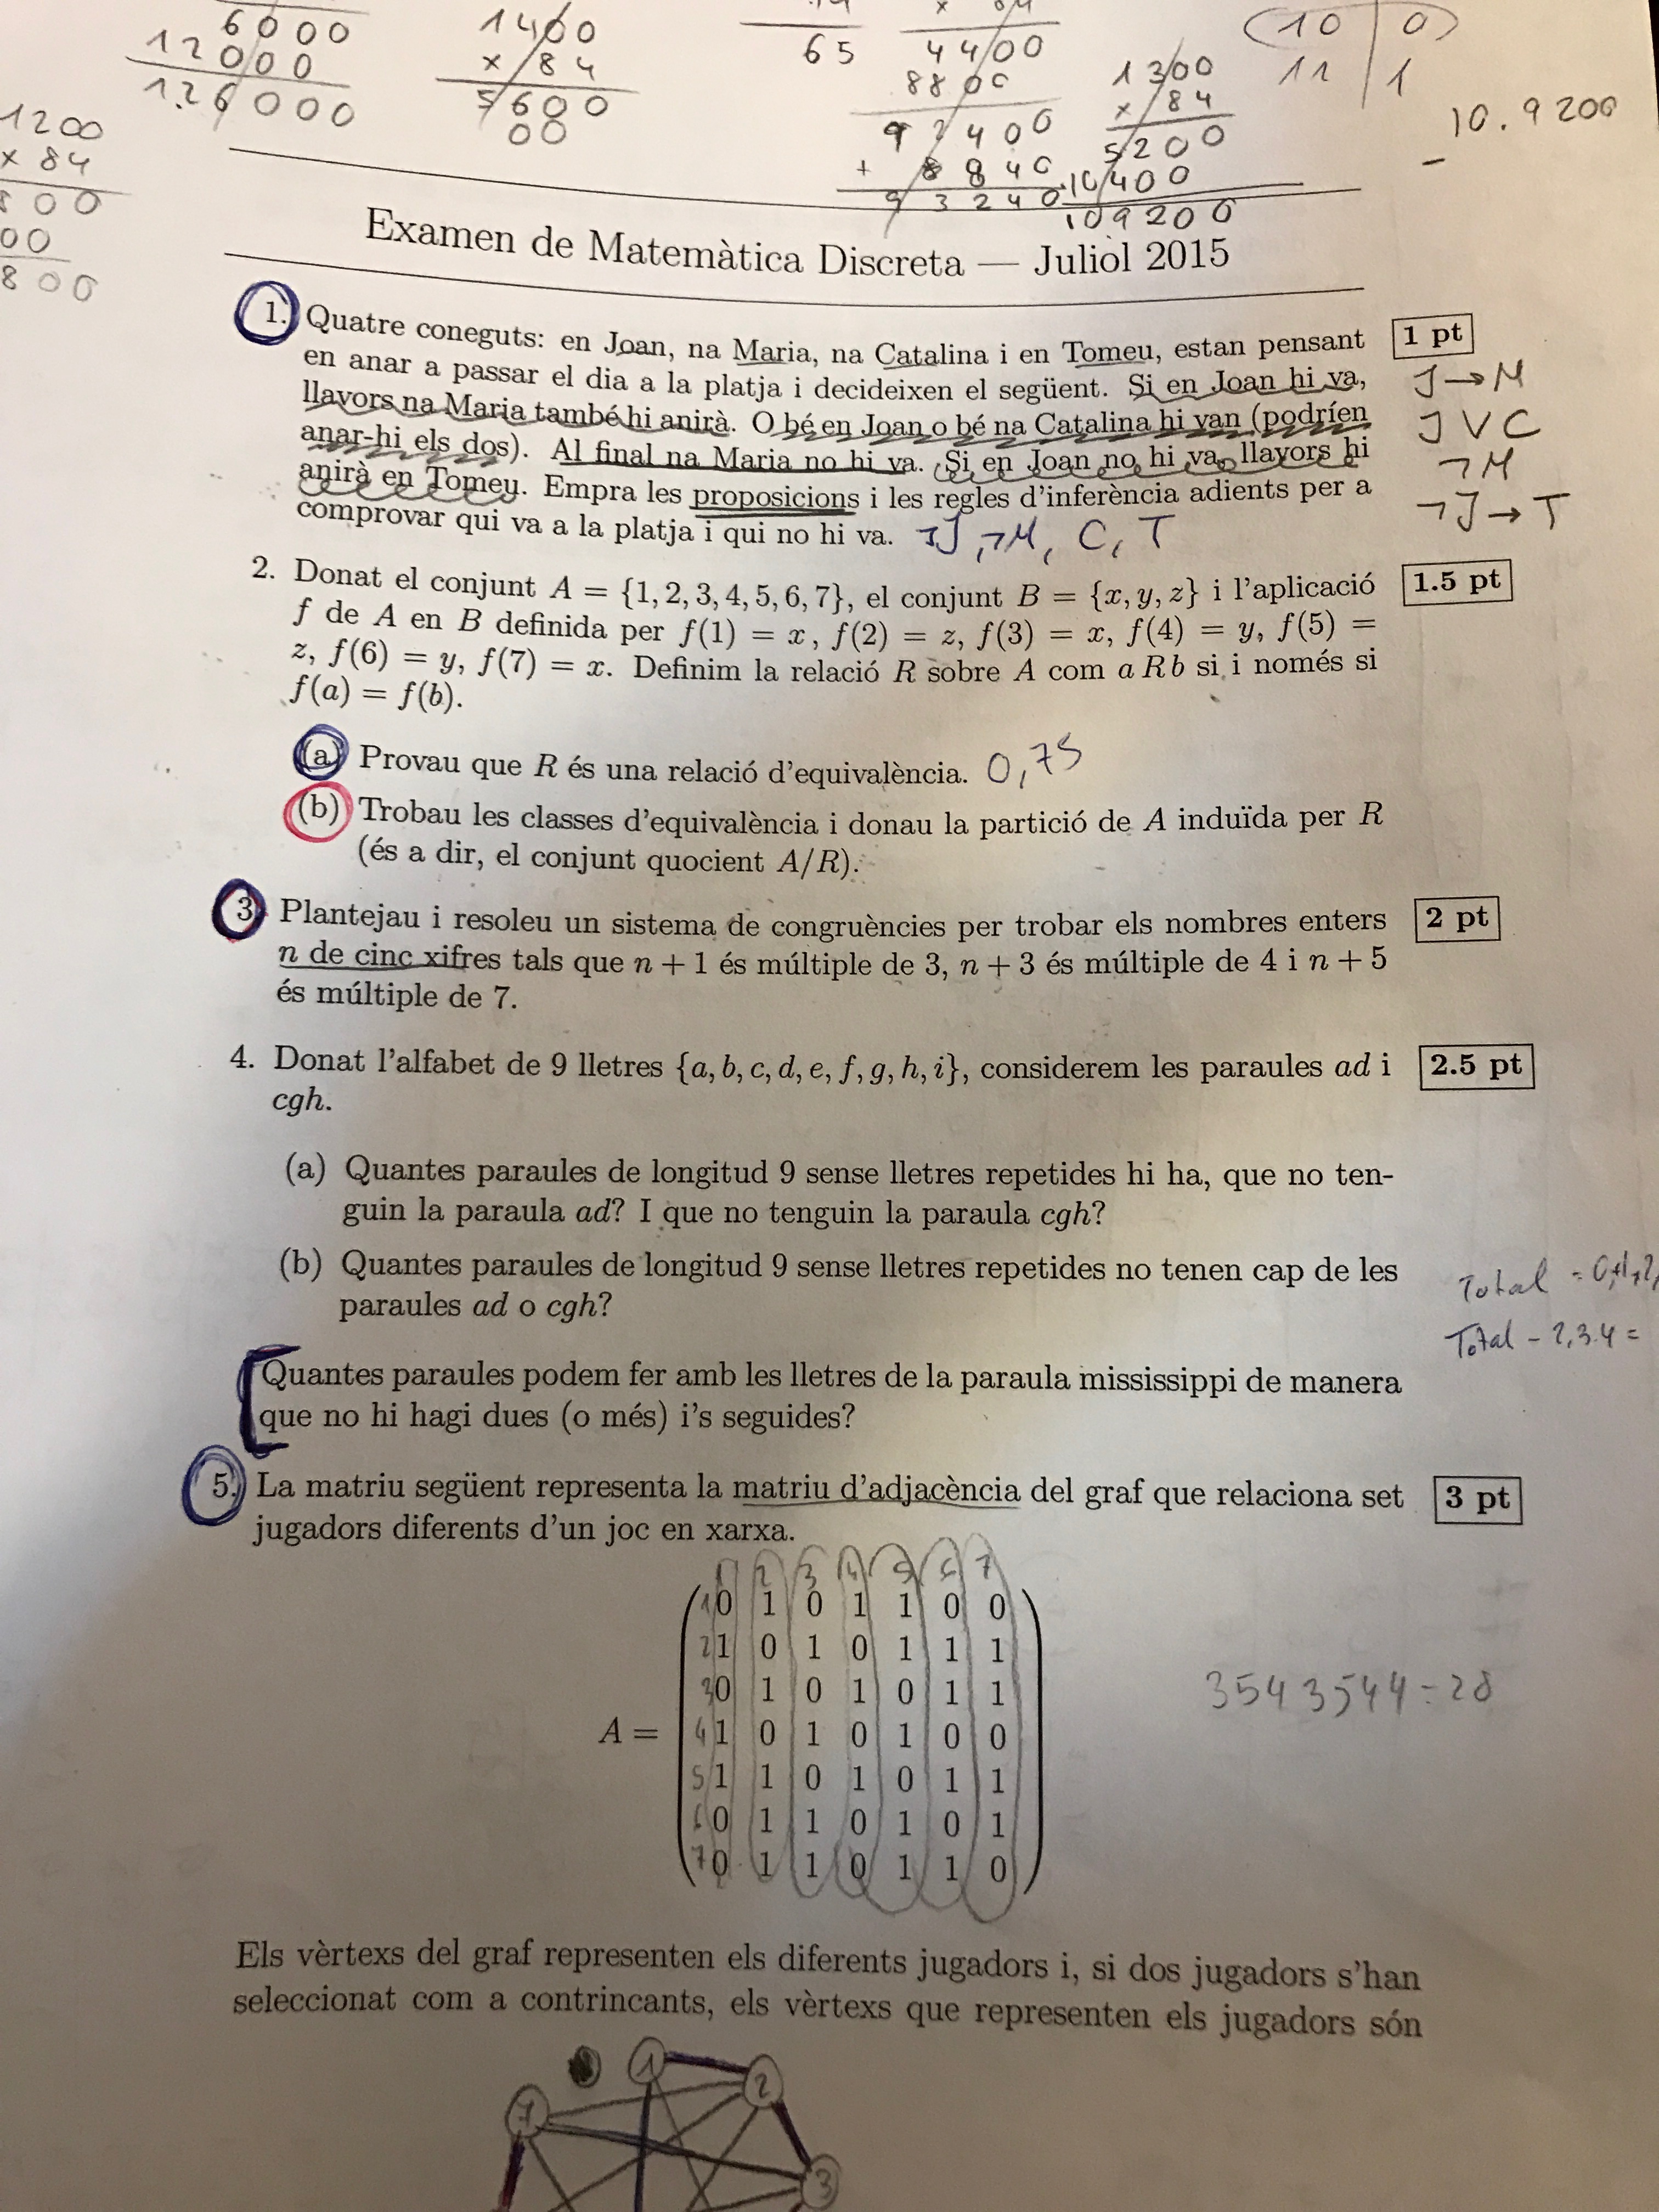 6000
12000
126000
1400
x 84
5600
00
65
4400
8800
92400
+ 8840
93240
1300
x 84
5200
10400
109200
10 0
11 1
10.9200
1200
x 84
00
800
Examen de Matemàtica Discreta — Juliol 2015
1. Quatre coneguts: en Joan, na Maria, na Catalina i en Tomeu, estan pensant 1 pt
en anar a passar el dia a la platja i decideixen el següent. Si en Joan hi va, J → M
llavors na Maria també hi anirà. O bé en Joan o bé na Catalina hi van (podríen J V C
anar-hi els dos). Al final na Maria no hi va. Si en Joan no hi va, llavors hi ¬M
anirà en Tomeu. Empra les proposicions i les regles d'inferència adients per a ¬J → T
comprovar qui va a la platja i qui no hi va. ¬J, ¬M, C, T
2. Donat el conjunt A = {1, 2, 3, 4, 5, 6, 7}, el conjunt B = {x, y, z} i l'aplicació 1.5 pt
f de A en B definida per f(1) = x, f(2) = z, f(3) = x, f(4) = y, f(5) =
z, f(6) = y, f(7) = x. Definim la relació R sobre A com a R b si i només si
f(a) = f(b).
(a) Provau que R és una relació d'equivalència. 0,75
(b) Trobau les classes d'equivalència i donau la partició de A induïda per R
(és a dir, el conjunt quocient A/R).
3. Plantejau i resoleu un sistema de congruències per trobar els nombres enters 2 pt
n de cinc xifres tals que n + 1 és múltiple de 3, n + 3 és múltiple de 4 i n + 5
és múltiple de 7.
4. Donat l'alfabet de 9 lletres {a, b, c, d, e, f, g, h, i}, considerem les paraules ad i 2.5 pt
cgh.
(a) Quantes paraules de longitud 9 sense lletres repetides hi ha, que no ten-
guin la paraula ad? I que no tenguin la paraula cgh?
(b) Quantes paraules de longitud 9 sense lletres repetides no tenen cap de les
paraules ad o cgh?
Total =
Total - 2,3.4 =
Quantes paraules podem fer amb les lletres de la paraula mississippi de manera
que no hi hagi dues (o més) i's seguides?
5. La matriu següent representa la matriu d'adjacència del graf que relaciona set 3 pt
jugadors diferents d'un joc en xarxa.
1 2 3 4 5 6 7
1 0 1 0 1 1 0 0
2 1 0 1 0 1 1 1
3 0 1 0 1 0 1 1
A = 4 1 0 1 0 1 0 0
5 1 1 0 1 0 1 1
6 0 1 1 0 1 0 1
7 0 1 1 0 1 1 0
3543544=28
Els vèrtexs del graf representen els diferents jugadors i, si dos jugadors s'han
seleccionat com a contrincants, els vèrtexs que representen els jugadors són
1
2
7
3